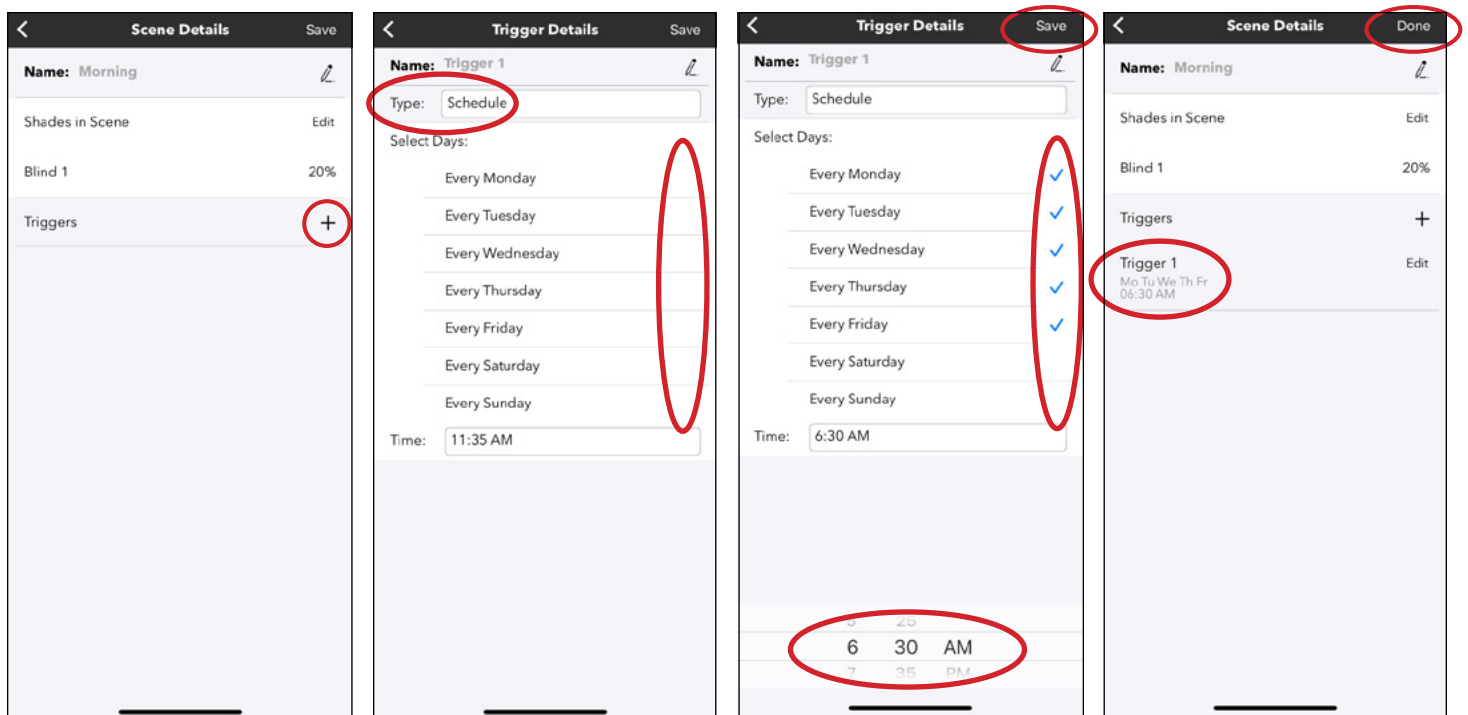 Scene Details Save
Name: Morning
Shades in Scene Edit
Blind 1 20%
Triggers +
Trigger Details Save
Name: Trigger 1
Type: Schedule
Select Days:
Every Monday
Every Tuesday
Every Wednesday
Every Thursday
Every Friday
Every Saturday
Every Sunday
Time: 11:35 AM
Trigger Details Save
Name: Trigger 1
Type: Schedule
Select Days:
Every Monday
Every Tuesday
Every Wednesday
Every Thursday
Every Friday
Every Saturday
Every Sunday
Time: 6:30 AM
25
6 30 AM
7 35 PM
Scene Details Done
Name: Morning
Shades in Scene Edit
Blind 1 20%
Triggers +
Trigger 1 Edit
Mo Tu We Th Fr
06:30 AM